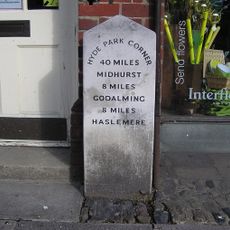 HYDE PARK CORNER
40 MILES
MIDHURST
8 MILES
GODALMING
8 MILES
HASLEMERE
Send flowers
Interfl